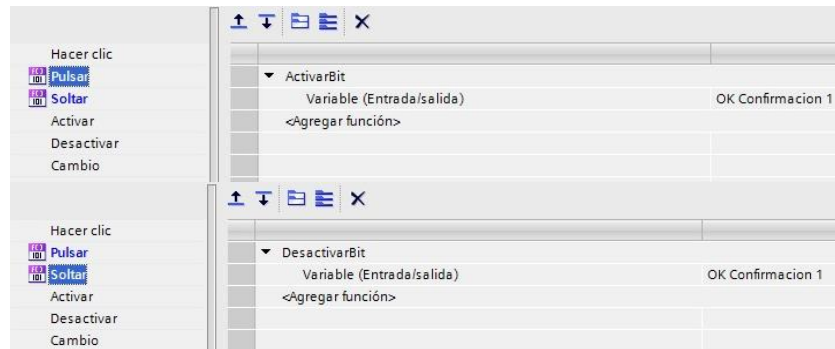 Hacer clic
Pulsar
Soltar
Activar
Desactivar
Cambio
ActivarBit
Variable (Entrada/salida) OK Confirmacion 1
<Agregar función>
Hacer clic
Pulsar
Soltar
Activar
Desactivar
Cambio
DesactivarBit
Variable (Entrada/salida) OK Confirmacion 1
<Agregar función>